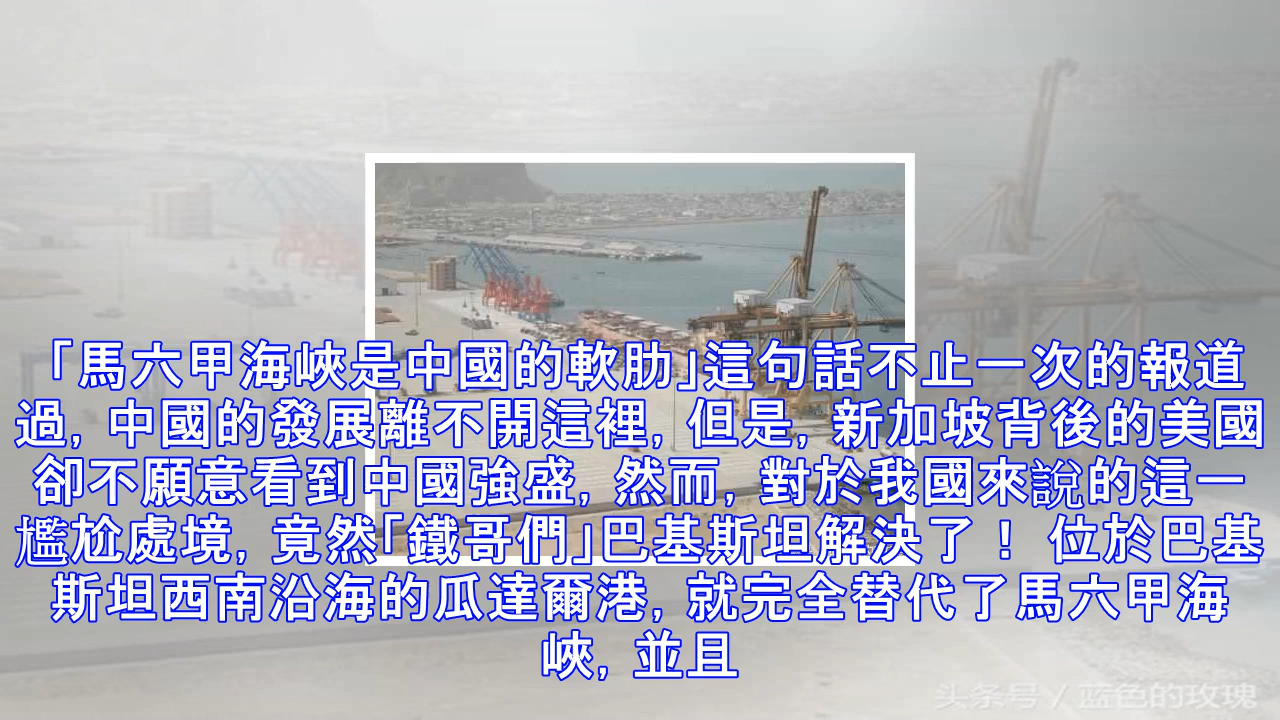 「馬六甲海峽是中國的軟肋」這句話不止一次的報道
過, 中國的發展離不開這裡, 但是, 新加坡背後的美國
卻不願意看到中國強盛, 然而, 對於我國來說的這一
尷尬處境, 竟然「鐵哥們」巴基斯坦解決了! 位於巴基
斯坦西南沿海的瓜達爾港, 就完全替代了馬六甲海
峽, 並且
头条号 / 蓝色的玫瑰